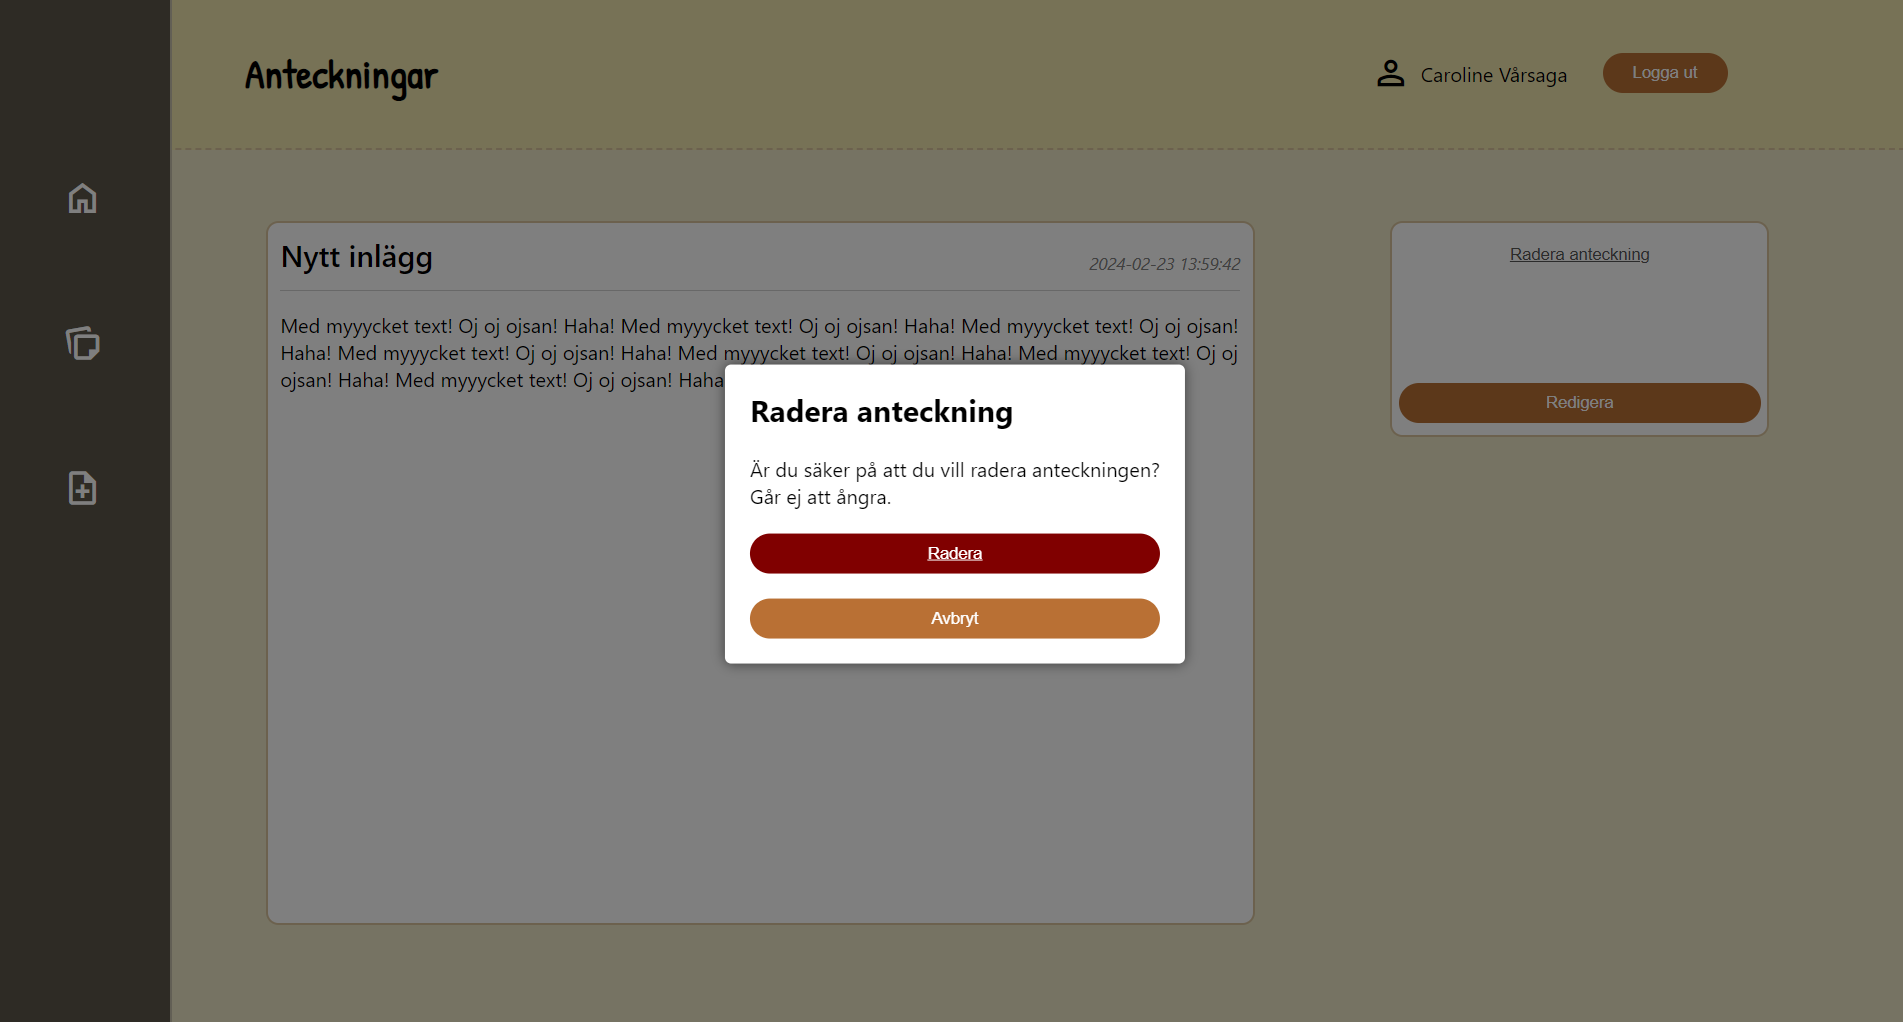 Anteckningar
Caroline Vårsaga
Logga ut
Nytt inlägg
2024-02-23 13:59:42
Med myyycket text! Oj oj ojsan! Haha! Med myyycket text! Oj oj ojsan! Haha! Med myyycket text! Oj oj ojsan!
Haha! Med myyycket text! Oj oj ojsan! Haha! Med myyycket text! Oj oj ojsan! Haha! Med myyycket text! Oj oj
ojsan! Haha! Med myyycket text! Oj oj ojsan! Haha
Radera anteckning
Redigera
Radera anteckning
Är du säker på att du vill radera anteckningen?
Går ej att ångra.
Radera
Avbryt